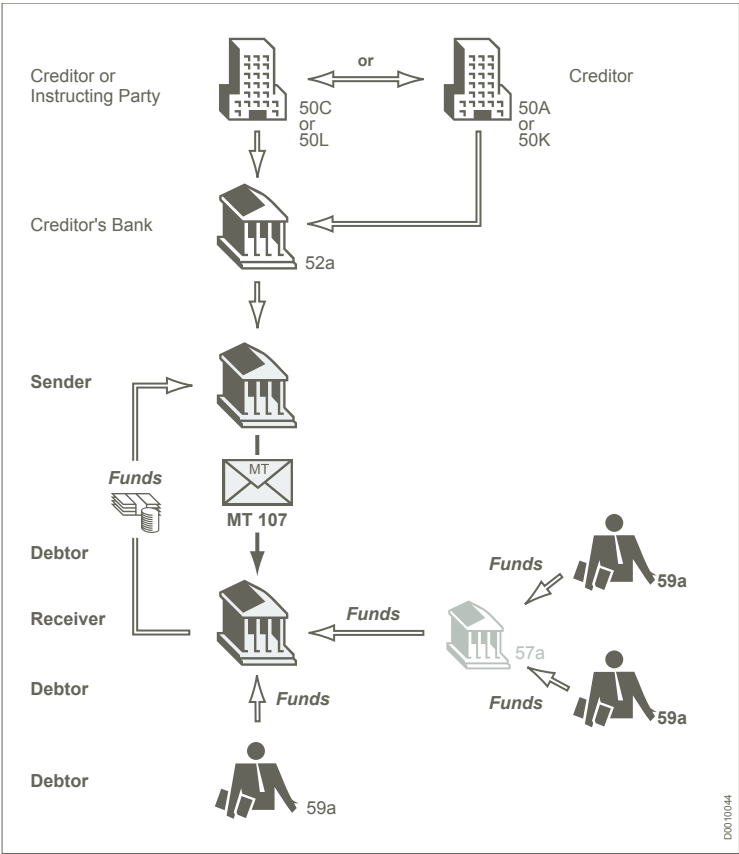 Creditor or
Instructing Party
or
Creditor
50C
or
50L
50A
or
50K
Creditor's Bank
52a
Sender
Funds
MT
MT 107
Debtor
Funds
59a
Receiver
Funds
57a
Debtor
Funds
Funds
59a
Debtor
59a
D0010044